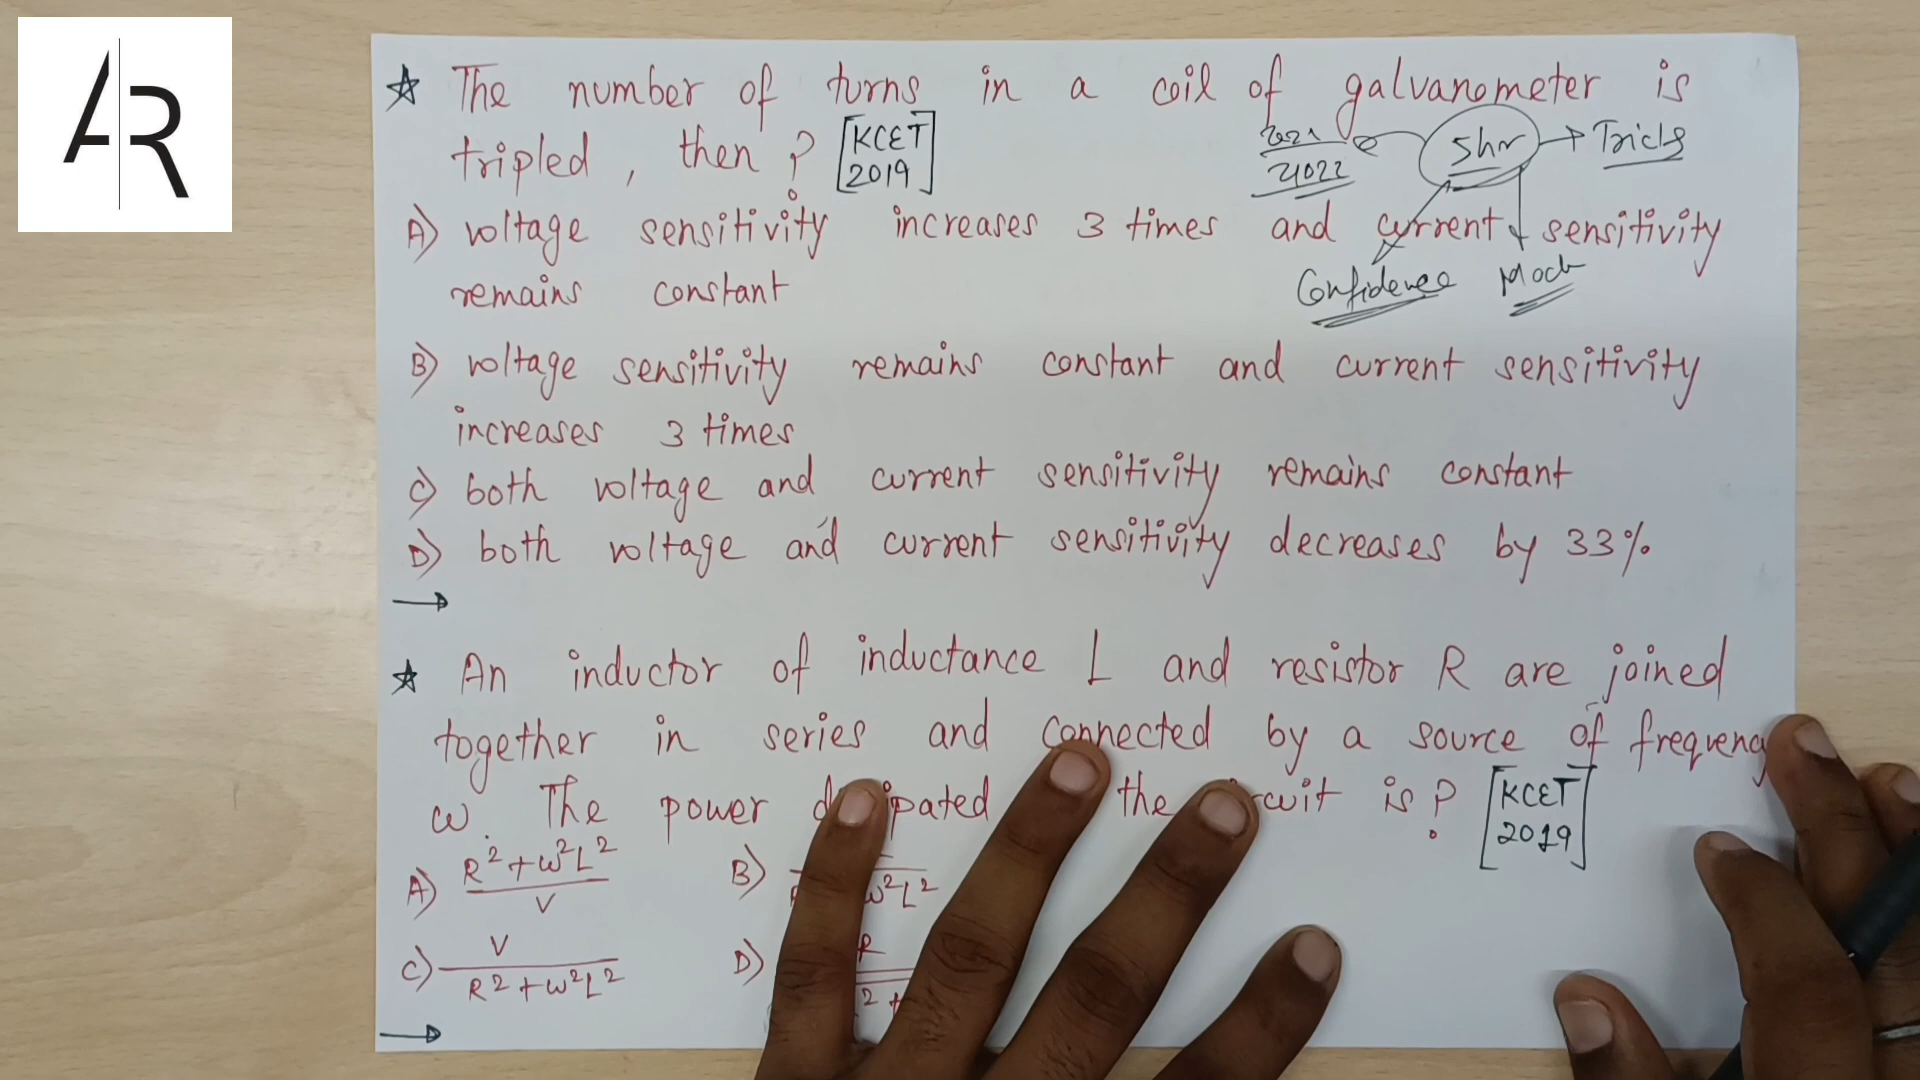 AR
☆ The number of turns in a coil of galvanometer is
tripled, then ? [KCET 2019]
2021
2022
5hr → Tricks
Confidence
Mock
A) voltage sensitivity increases 3 times and current sensitivity
remains constant
B) voltage sensitivity remains constant and current sensitivity
increases 3 times
C) both voltage and current sensitivity remains constant
D) both voltage and current sensitivity decreases by 33%
→
☆ An inductor of inductance L and resistor R are joined
together in series and connected by a source of frequency
ω. The power the is ? [KCET 2019]
A) R²+ω²L² / V
B) ω²L²
C) V / R²+ω²L²
D) R
→